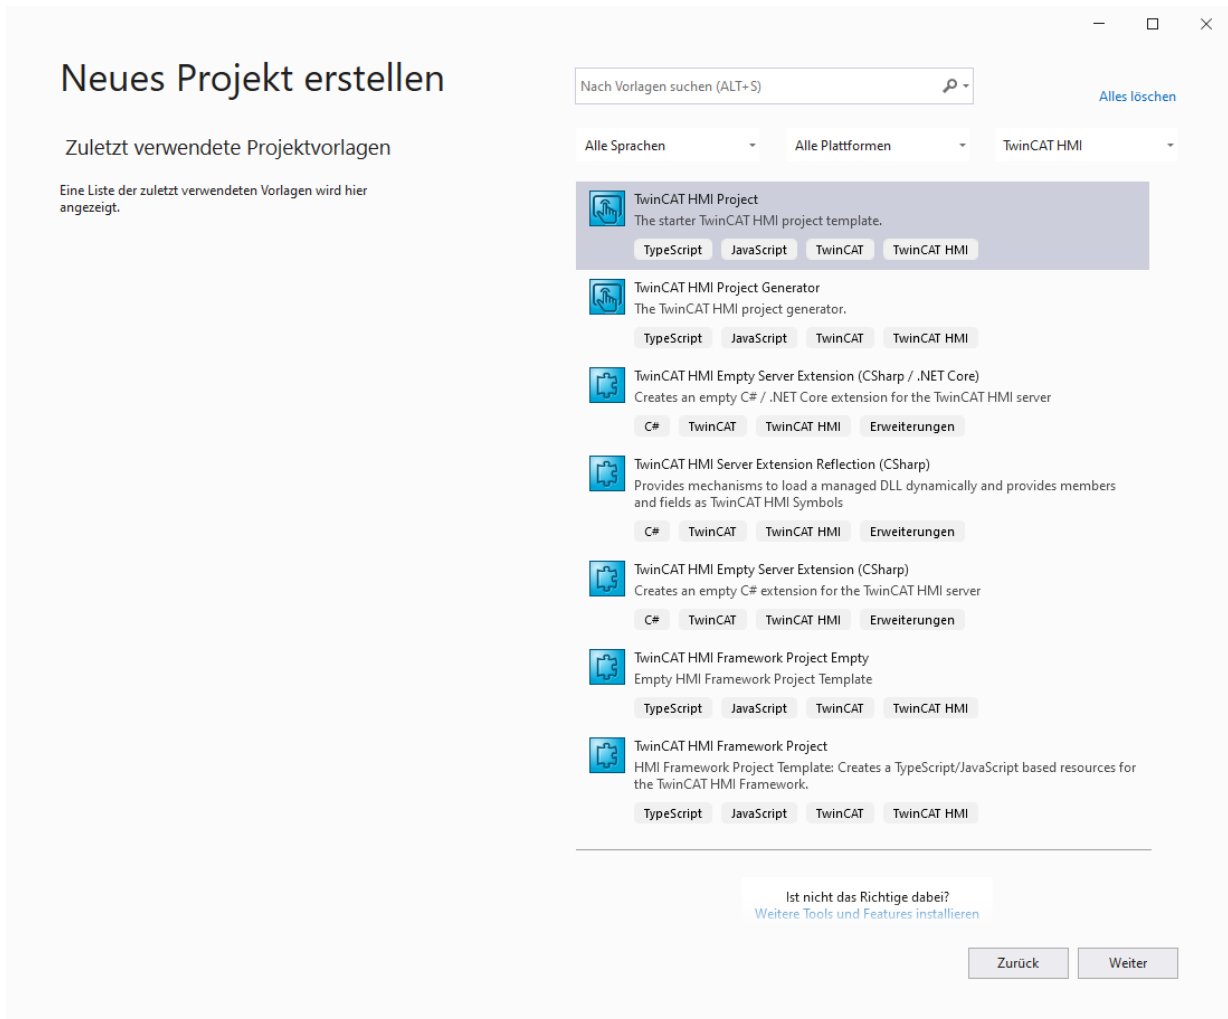 Neues Projekt erstellen
Zuletzt verwendete Projektvorlagen
Eine Liste der zuletzt verwendeten Vorlagen wird hier
angezeigt.
Nach Vorlagen suchen (ALT+S)
Alles löschen
Alle Sprachen
Alle Plattformen
TwinCAT HMI
TwinCAT HMI Project
The starter TwinCAT HMI project template.
TypeScript JavaScript TwinCAT TwinCAT HMI
TwinCAT HMI Project Generator
The TwinCAT HMI project generator.
TypeScript JavaScript TwinCAT TwinCAT HMI
TwinCAT HMI Empty Server Extension (CSharp / .NET Core)
Creates an empty C# / .NET Core extension for the TwinCAT HMI server
C# TwinCAT TwinCAT HMI Erweiterungen
TwinCAT HMI Server Extension Reflection (CSharp)
Provides mechanisms to load a managed DLL dynamically and provides members
and fields as TwinCAT HMI Symbols
C# TwinCAT TwinCAT HMI Erweiterungen
TwinCAT HMI Empty Server Extension (CSharp)
Creates an empty C# extension for the TwinCAT HMI server
C# TwinCAT TwinCAT HMI Erweiterungen
TwinCAT HMI Framework Project Empty
Empty HMI Framework Project Template
TypeScript JavaScript TwinCAT TwinCAT HMI
TwinCAT HMI Framework Project
HMI Framework Project Template: Creates a TypeScript/JavaScript based resources for
the TwinCAT HMI Framework.
TypeScript JavaScript TwinCAT TwinCAT HMI
Ist nicht das Richtige dabei?
Weitere Tools und Features installieren
Zurück
Weiter